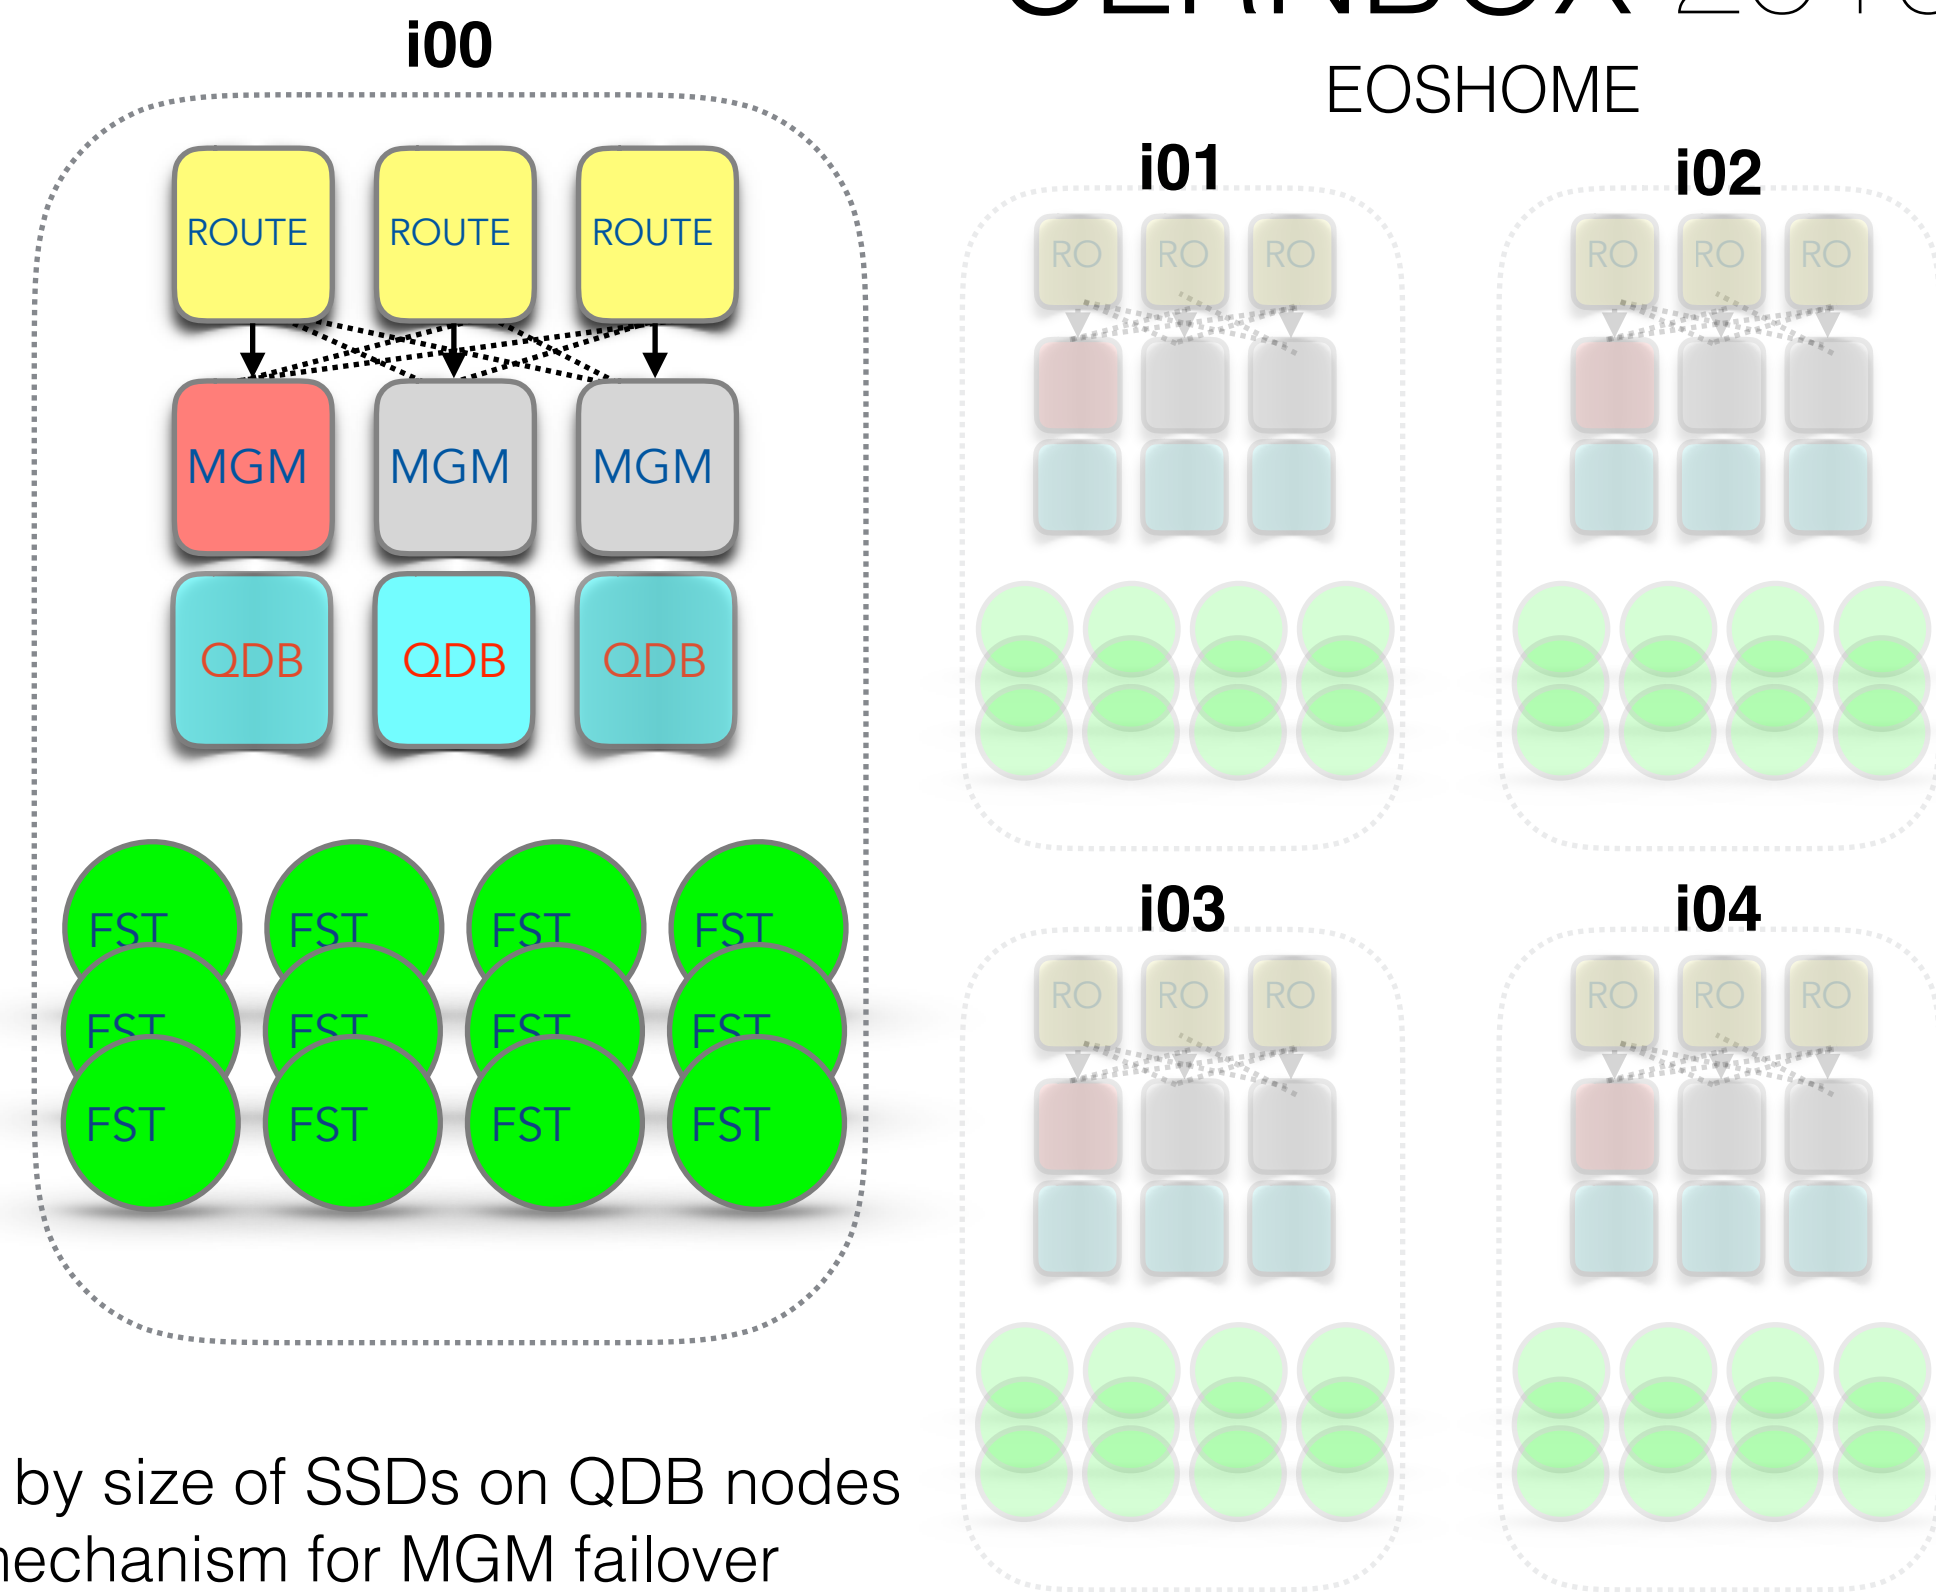 i00
ROUTE ROUTE ROUTE
MGM MGM MGM
QDB QDB QDB
FST FST FST FST
FST FST FST FST
FST FST FST FST
by size of SSDs on QDB nodes
for MGM failover
EOSHOME
i01 i02
RO RO RO RO RO RO
i03 i04
RO RO RO RO RO RO